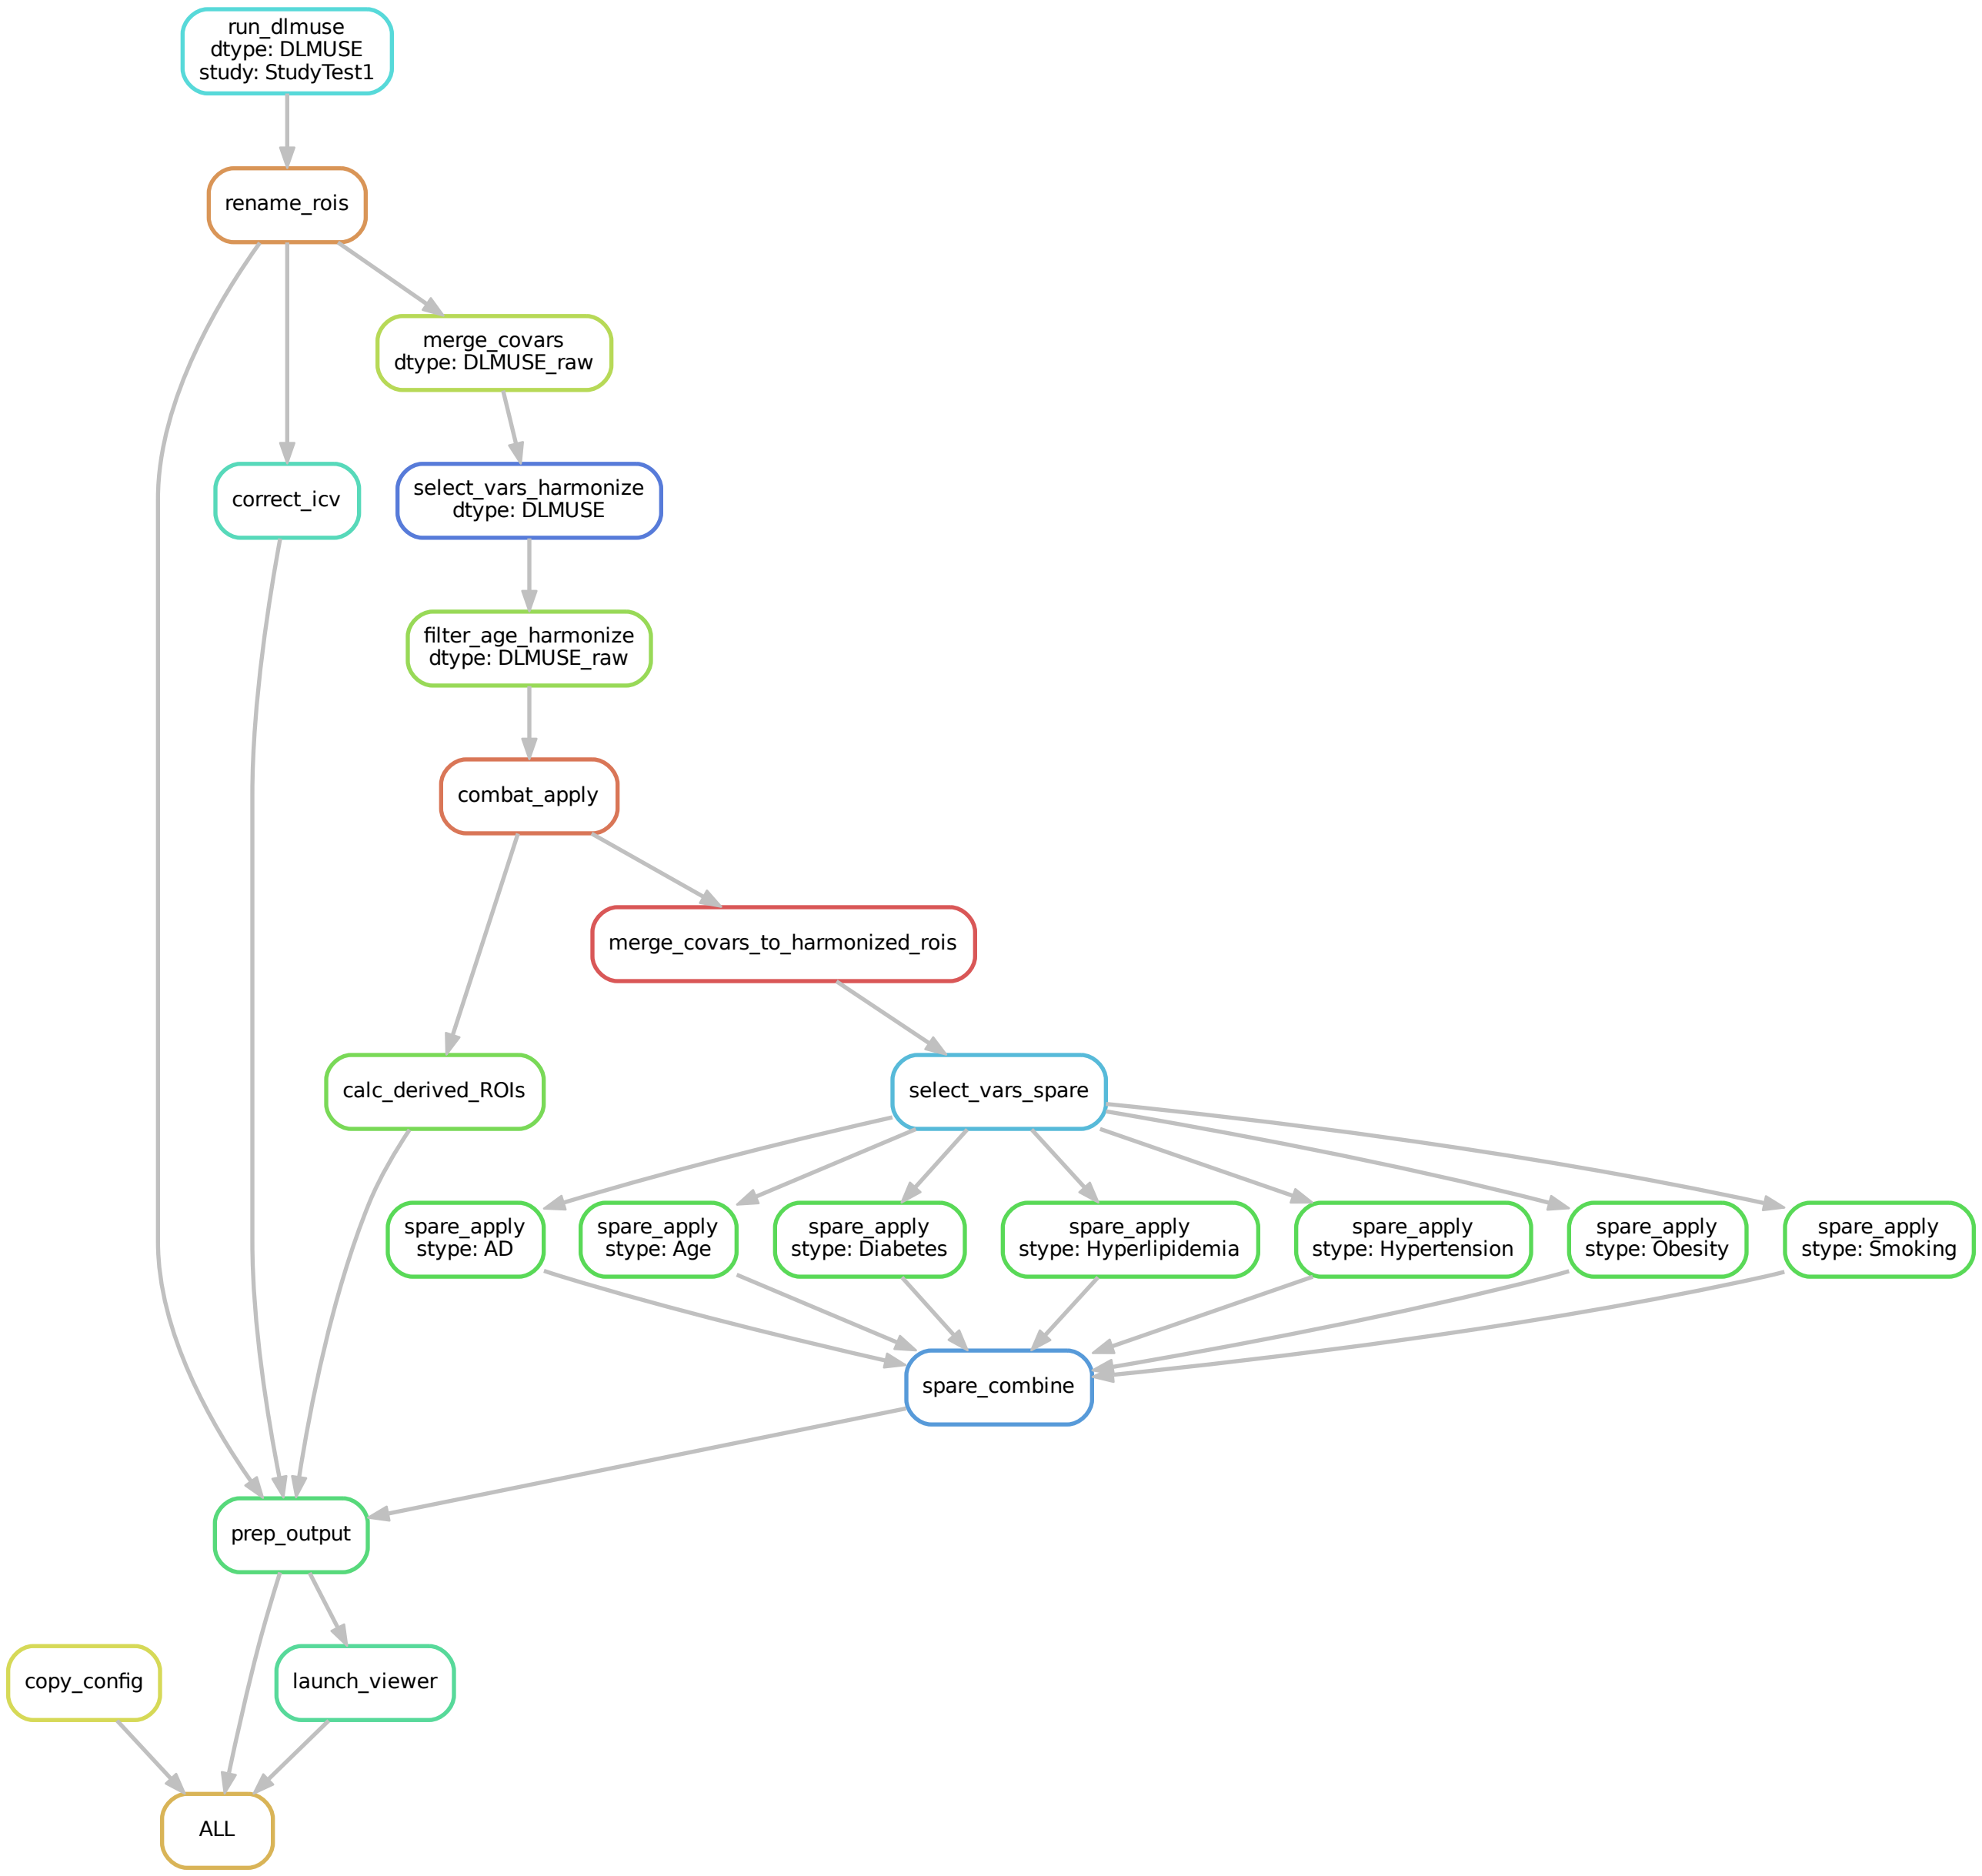 run_dlmuse
dtype: DLMUSE
study: StudyTest1
rename_rois
merge_covars
dtype: DLMUSE_raw
correct_icv
select_vars_harmonize
dtype: DLMUSE
filter_age_harmonize
dtype: DLMUSE_raw
combat_apply
merge_covars_to_harmonized_rois
calc_derived_ROIs
select_vars_spare
spare_apply
stype: AD
spare_apply
stype: Age
spare_apply
stype: Diabetes
spare_apply
stype: Hyperlipidemia
spare_apply
stype: Hypertension
spare_apply
stype: Obesity
spare_apply
stype: Smoking
spare_combine
prep_output
copy_config
launch_viewer
ALL